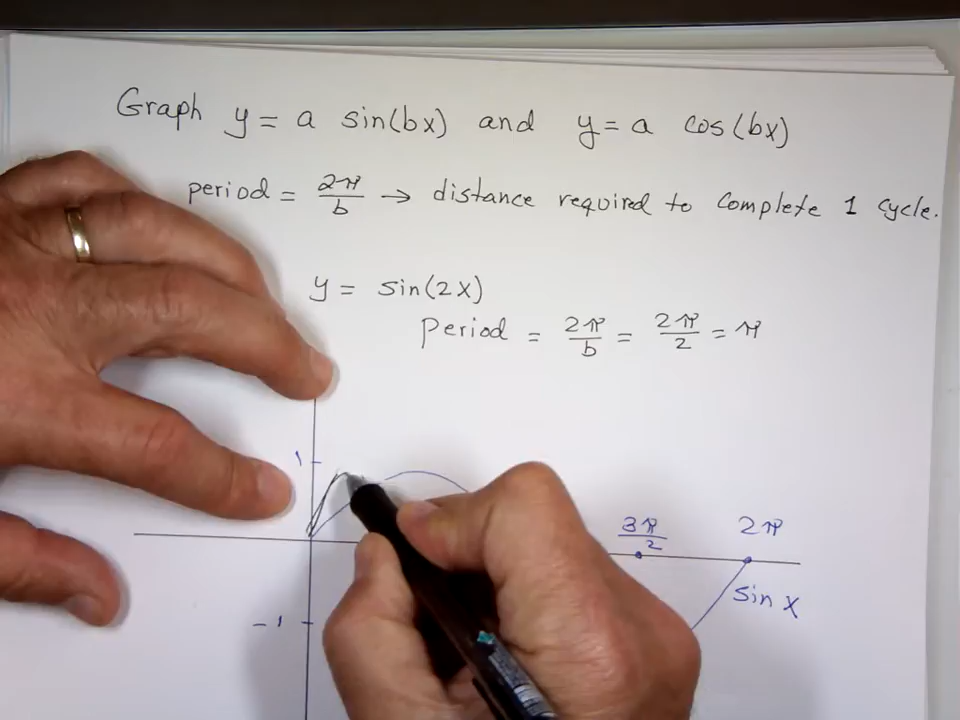 Graph y = a sin(bx) and y = a cos(bx)
period = 2π/b → distance required to complete 1 cycle.
y = sin(2x)
Period = 2π/b = 2π/2 = π
1
3π/2 2π
sin x
-1